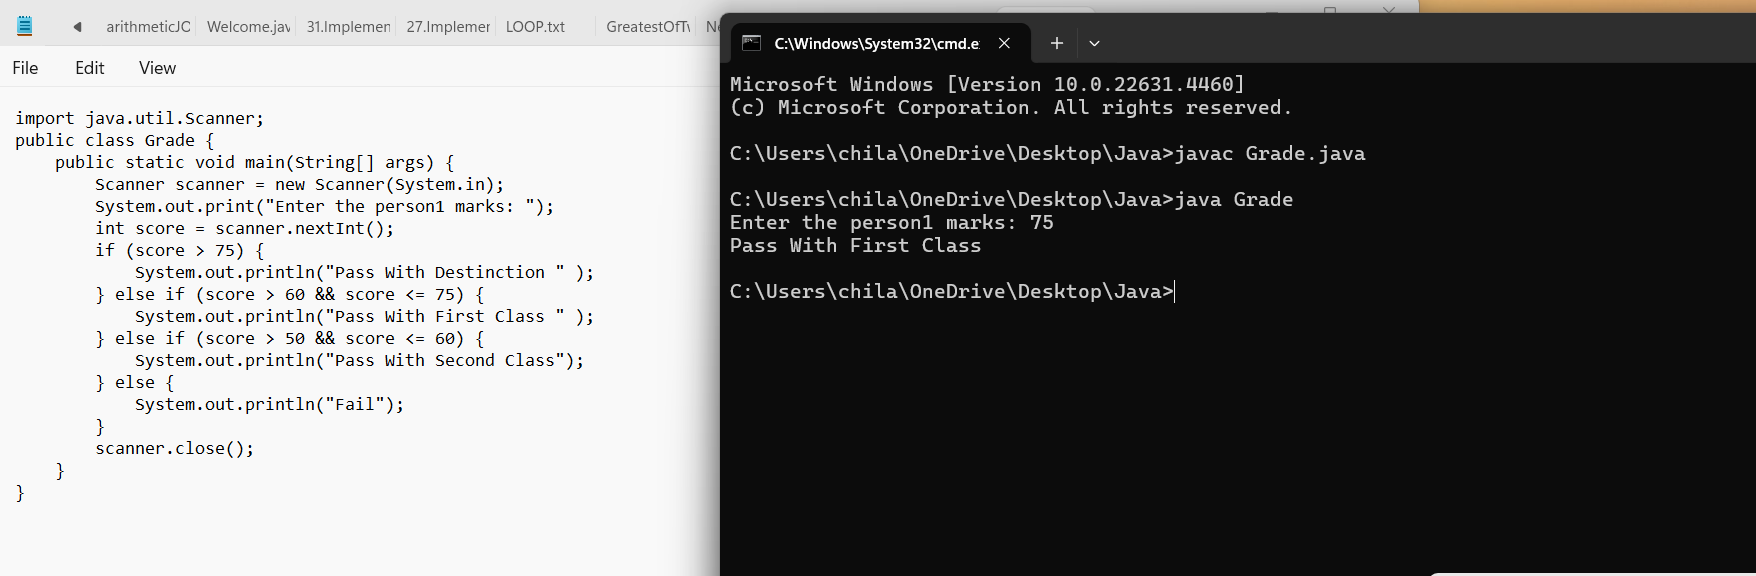 arithmeticJO Welcome.jav 31.Implemen 27.Implemer LOOP.txt GreatestOfTw
File Edit View
import java.util.Scanner;
public class Grade {
    public static void main(String[] args) {
        Scanner scanner = new Scanner(System.in);
        System.out.print("Enter the person1 marks: ");
        int score = scanner.nextInt();
        if (score > 75) {
            System.out.println("Pass With Destinction " );
        } else if (score > 60 && score <= 75) {
            System.out.println("Pass With First Class " );
        } else if (score > 50 && score <= 60) {
            System.out.println("Pass With Second Class");
        } else {
            System.out.println("Fail");
        }
        scanner.close();
    }
}
C:\Windows\System32\cmd.e
Microsoft Windows [Version 10.0.22631.4460]
(c) Microsoft Corporation. All rights reserved.
C:\Users\chila\OneDrive\Desktop\Java>javac Grade.java
C:\Users\chila\OneDrive\Desktop\Java>java Grade
Enter the person1 marks: 75
Pass With First Class
C:\Users\chila\OneDrive\Desktop\Java>